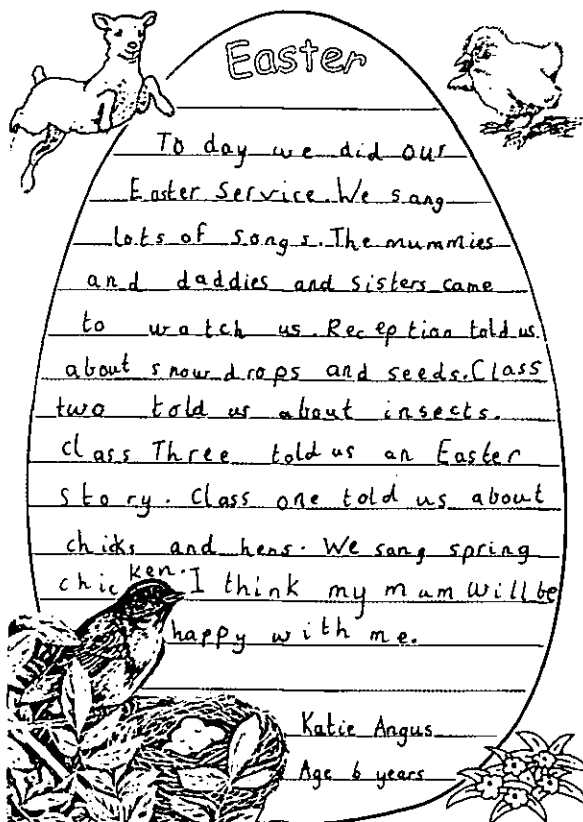 Easter
To day we did our
Easter Service. We sang
lots of songs. The mummies
and daddies and sisters came
to watch us. Reception told us
about snow drops and seeds. Class
two told us about insects.
Class Three told us an Easter
story. Class one told us about
chicks and hens. We sang spring
chicken. I think my mum will be
happy with me.
Katie Angus
Age 6 years